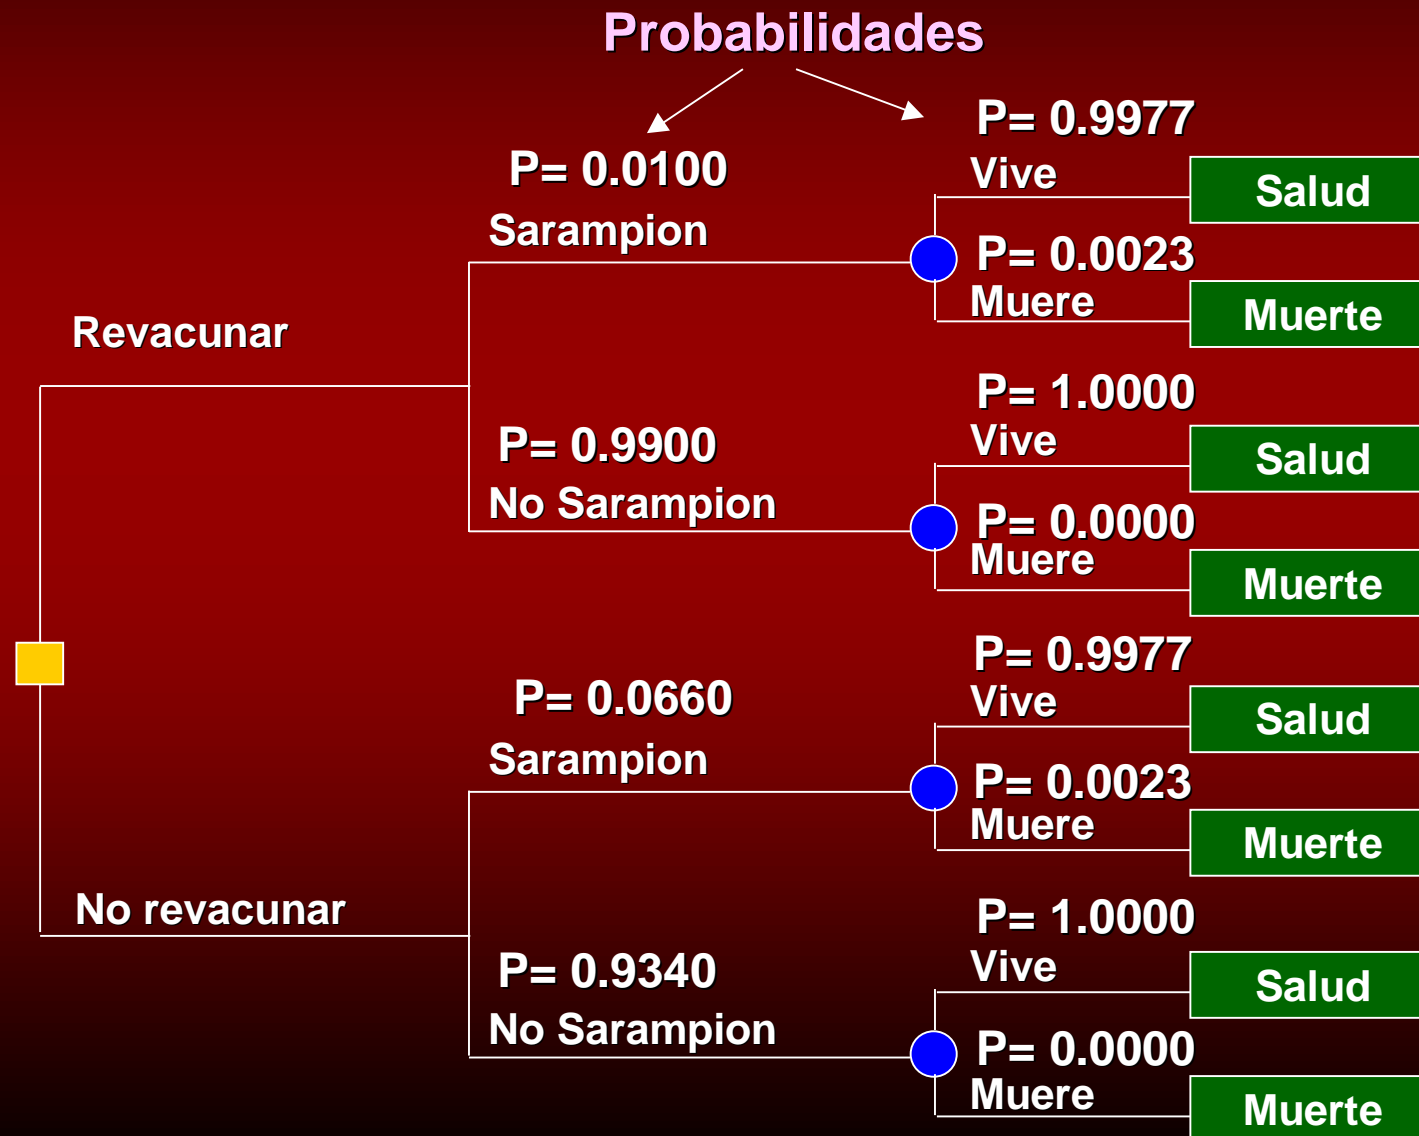 Probabilidades
P= 0.9977
P= 0.0100
Vive
Salud
Sarampion
P= 0.0023
Muere
Muerte
Revacunar
P= 1.0000
Vive
P= 0.9900
Salud
No Sarampion
P= 0.0000
Muere
Muerte
P= 0.9977
P= 0.0660
Vive
Salud
Sarampion
P= 0.0023
Muere
Muerte
No revacunar
P= 1.0000
Vive
P= 0.9340
Salud
No Sarampion
P= 0.0000
Muere
Muerte